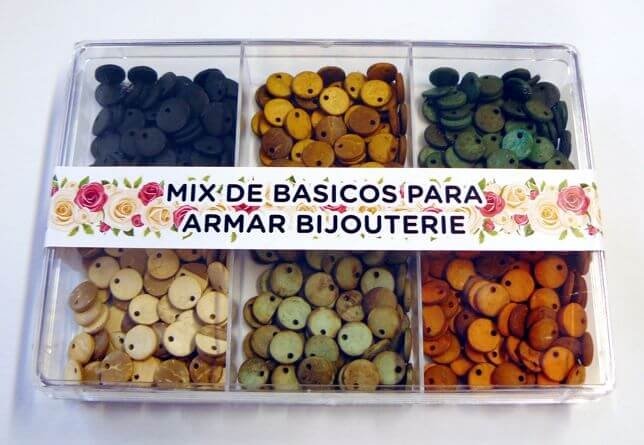 MIX DE BASICOS PARA
ARMAR BIJOUTERIE